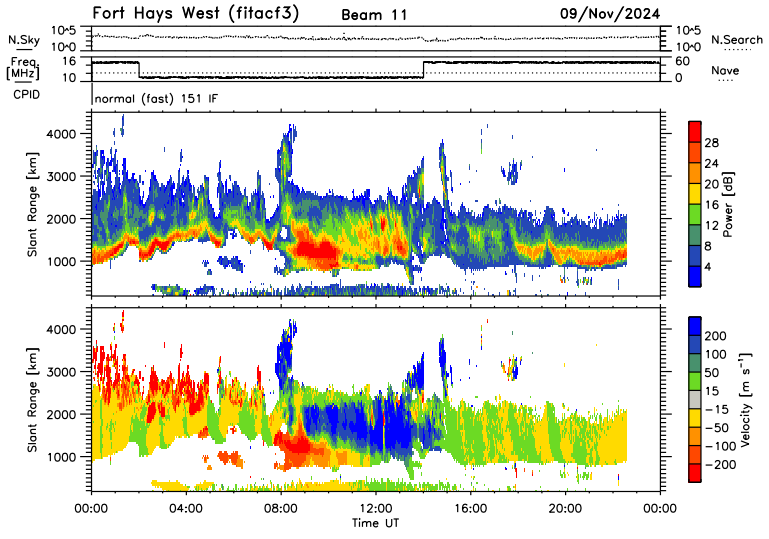 Fort Hays West (fitacf3) Beam 11 09/Nov/2024
N.Sky 10^5 10^0 10^5 10^0 N.Search
Freq. [MHz] 16 10 60 0 Nave
CPID normal (fast) 151 IF
Slant Range [km] 4000 3000 2000 1000
Power [dB] 28 24 20 16 12 8 4
Slant Range [km] 4000 3000 2000 1000
Velocity [m s⁻¹] 200 100 50 15 −15 −50 −100 −200
00:00 04:00 08:00 12:00 16:00 20:00 00:00
Time UT